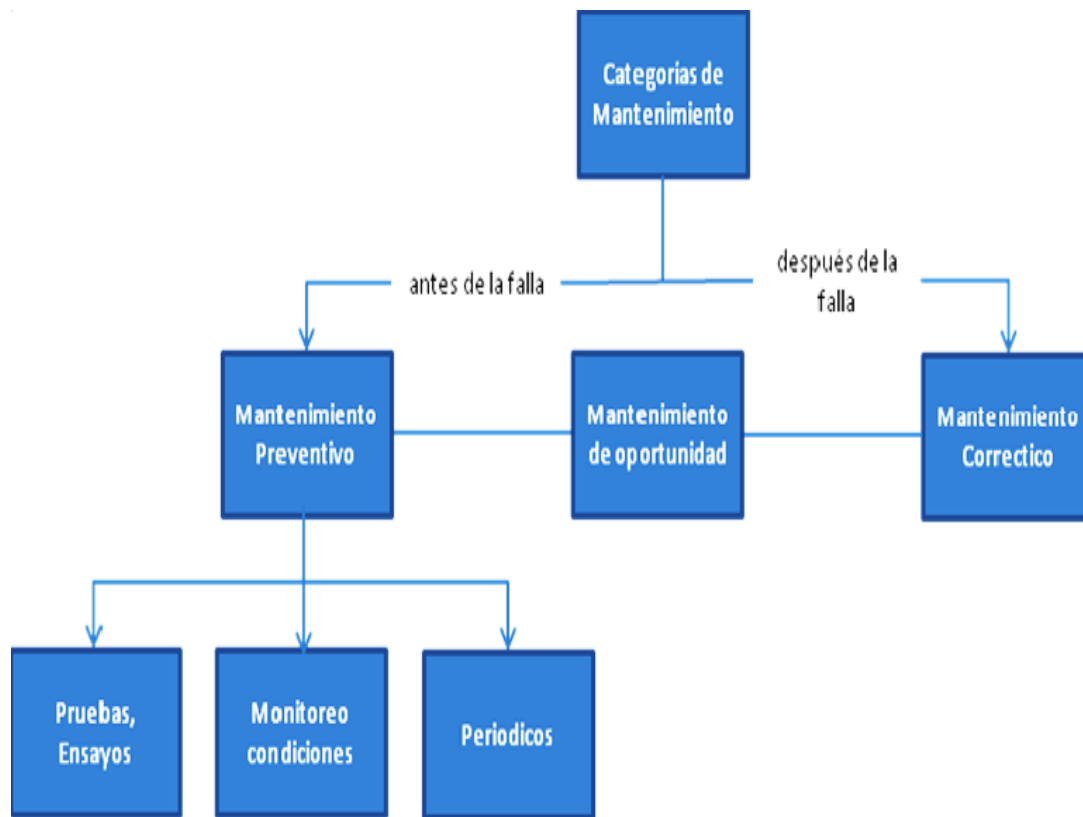 Categorías de
Mantenimiento
antes de la falla
después de la
falla
Mantenimiento
Preventivo
Mantenimiento
de oportunidad
Mantenimiento
Correctico
Pruebas,
Ensayos
Monitoreo
condiciones
Periodicos